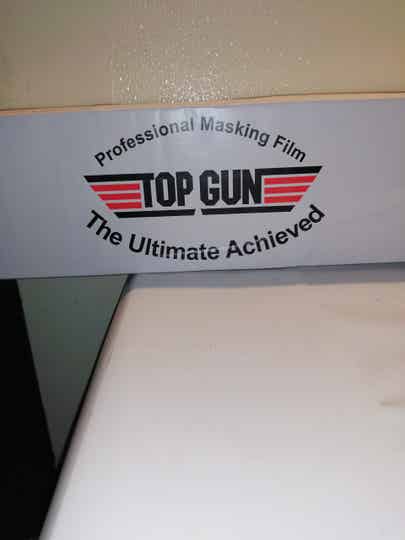 Professional Masking Film
TOP GUN
The Ultimate Achieved